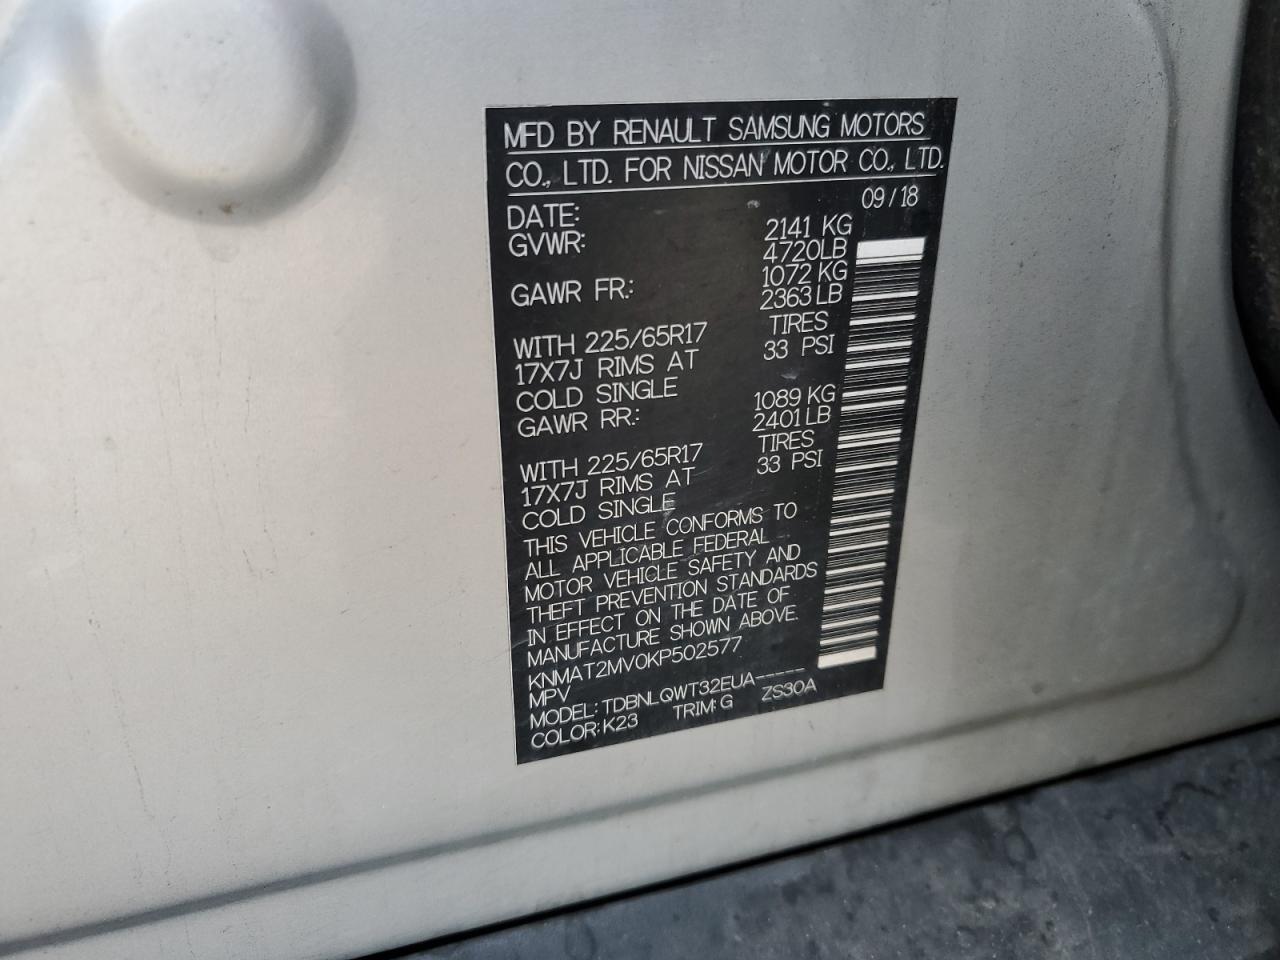 MFD BY RENAULT SAMSUNG MOTORS
CO., LTD. FOR NISSAN MOTOR CO., LTD.
DATE: 09/18
GVWR: 2141 KG
4720LB
GAWR FR.: 1072 KG
2363LB
WITH 225/65R17 TIRES
17X7J RIMS AT 33 PSI
COLD SINGLE
GAWR RR.: 1089 KG
2401LB
WITH 225/65R17 TIRES
17X7J RIMS AT 33 PSI
COLD SINGLE
THIS VEHICLE CONFORMS TO
ALL APPLICABLE FEDERAL
MOTOR VEHICLE SAFETY AND
THEFT PREVENTION STANDARDS
IN EFFECT ON THE DATE OF
MANUFACTURE SHOWN ABOVE.
KNMAT2MV0KP502577
MPV
MODEL: TDBNLQWT32EUA-----
COLOR: K23 TRIM: G ZS30A